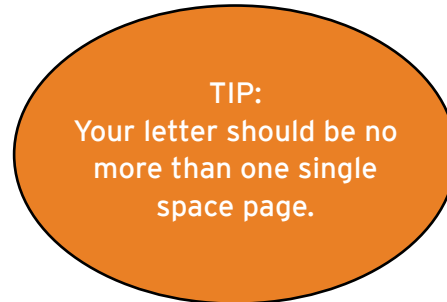 TIP:
Your letter should be no
more than one single
space page.